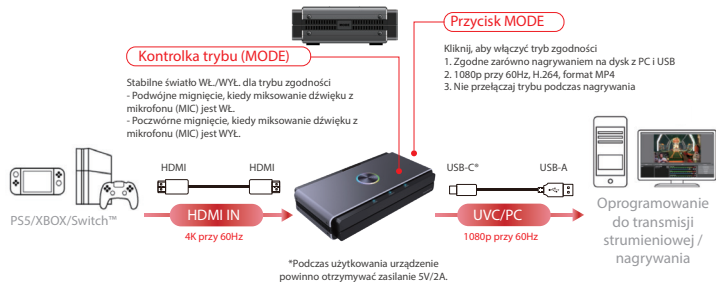 Przycisk MODE
Kliknij, aby włączyć tryb zgodności
1. Zgodne zarówno nagrywaniem na dysk z PC i USB
2. 1080p przy 60Hz, H.264, format MP4
3. Nie przełączaj trybu podczas nagrywania
Kontrolka trybu (MODE)
Stabilne światło WŁ./WYŁ. dla trybu zgodności
- Podwójne mignięcie, kiedy miksowanie dźwięku z
mikrofonu (MIC) jest WŁ.
- Poczwórne mignięcie, kiedy miksowanie dźwięku z
mikrofonu (MIC) jest WYŁ.
PS5/XBOX/Switch™
HDMI
HDMI
HDMI IN
4K przy 60Hz
USB-C*
USB-A
UVC/PC
1080p przy 60Hz
Oprogramowanie
do transmisji
strumieniowej /
nagrywania
*Podczas użytkowania urządzenie
powinno otrzymywać zasilanie 5V/2A.